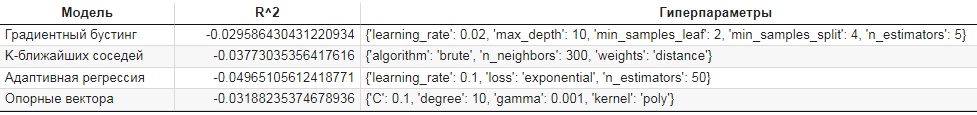 Модель R^2 Гиперпараметры
Градиентный бустинг -0.029586430431220934 {'learning_rate': 0.02, 'max_depth': 10, 'min_samples_leaf': 2, 'min_samples_split': 4, 'n_estimators': 5}
K-ближайших соседей -0.03773035356417616 {'algorithm': 'brute', 'n_neighbors': 300, 'weights': 'distance'}
Адаптивная регрессия -0.04965105612418771 {'learning_rate': 0.1, 'loss': 'exponential', 'n_estimators': 50}
Опорные вектора -0.03188235374678936 {'C': 0.1, 'degree': 10, 'gamma': 0.001, 'kernel': 'poly'}